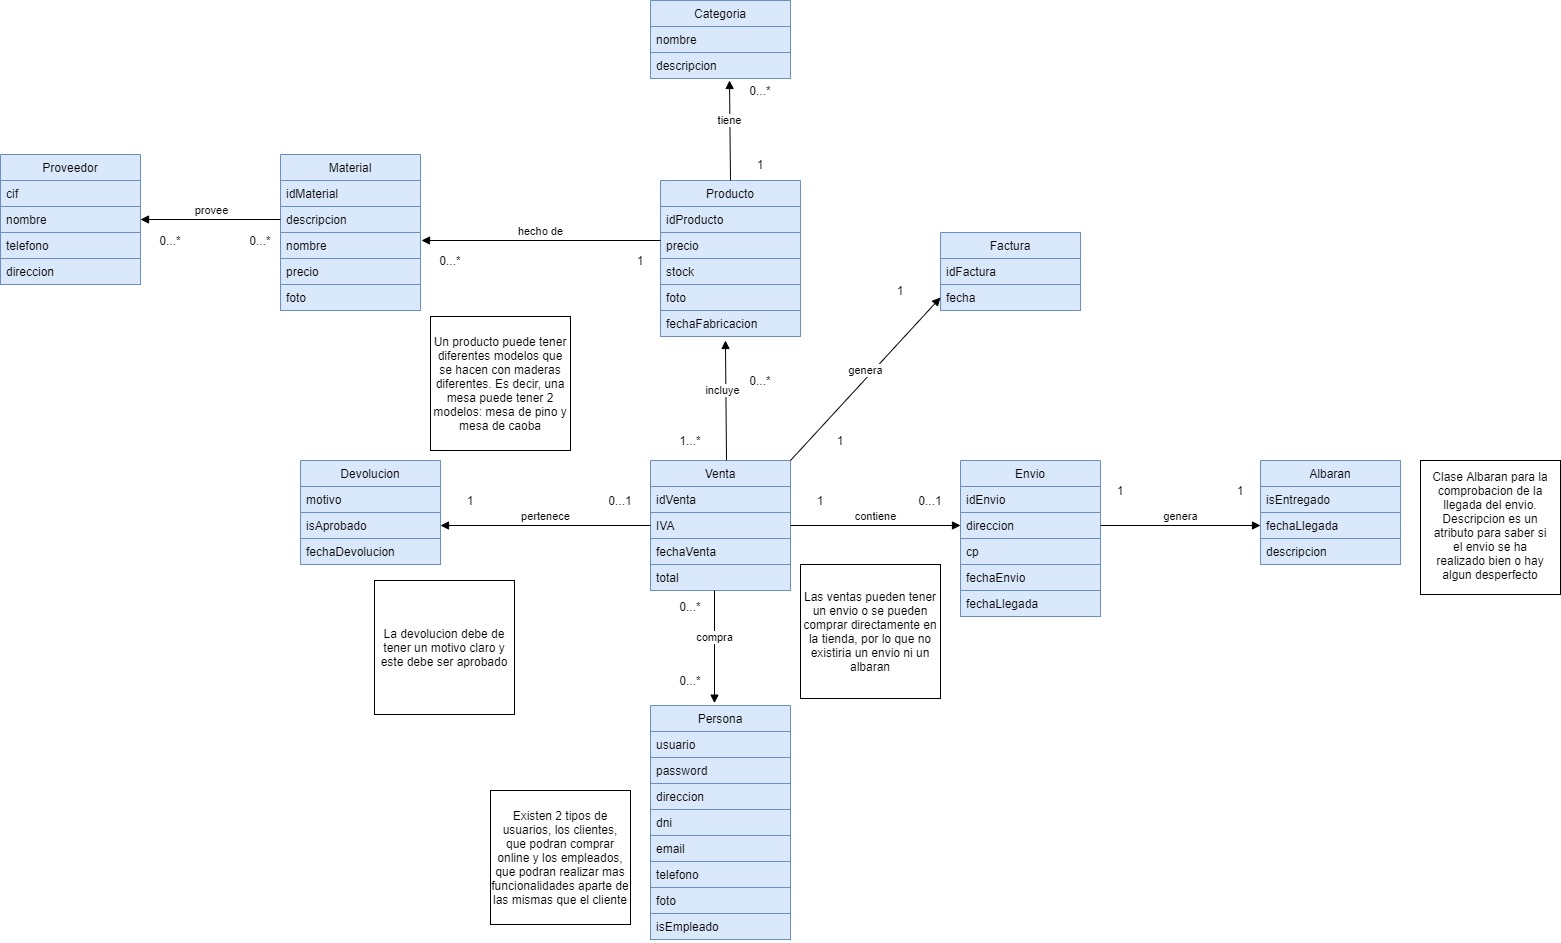 Categoria
nombre
descripcion
0...*
tiene
1
Proveedor
cif
nombre
telefono
direccion
provee
0...*
0...*
Material
idMaterial
descripcion
nombre
precio
foto
hecho de
0...*
1
Producto
idProducto
precio
stock
foto
fechaFabricacion
Factura
idFactura
fecha
1
genera
1
Un producto puede tener
diferentes modelos que
se hacen con maderas
diferentes. Es decir, una
mesa puede tener 2
modelos: mesa de pino y
mesa de caoba
0...*
incluye
1...*
Devolucion
motivo
isAprobado
fechaDevolucion
1
0...1
pertenece
Venta
idVenta
IVA
fechaVenta
total
1
0...1
contiene
Envio
idEnvio
direccion
cp
fechaEnvio
fechaLlegada
1
1
genera
Albaran
isEntregado
fechaLlegada
descripcion
Clase Albaran para la
comprobacion de la
llegada del envio.
Descripcion es un
atributo para saber si
el envio se ha
realizado bien o hay
algun desperfecto
La devolucion debe de
tener un motivo claro y
este debe ser aprobado
0...*
compra
0...*
Las ventas pueden tener
un envio o se pueden
comprar directamente en
la tienda, por lo que no
existiria un envio ni un
albaran
Persona
usuario
password
direccion
dni
email
telefono
foto
isEmpleado
Existen 2 tipos de
usuarios, los clientes,
que podran comprar
online y los empleados,
que podran realizar mas
funcionalidades aparte de
las mismas que el cliente